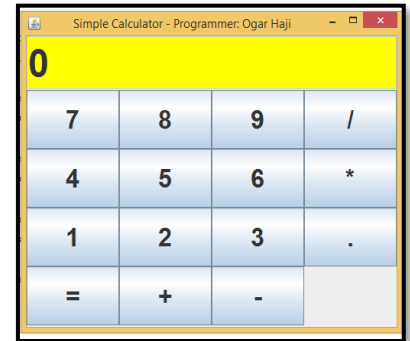 Simple Calculator - Programmer: Ogar Haji
0
7 8 9 /
4 5 6 *
1 2 3 .
= + -